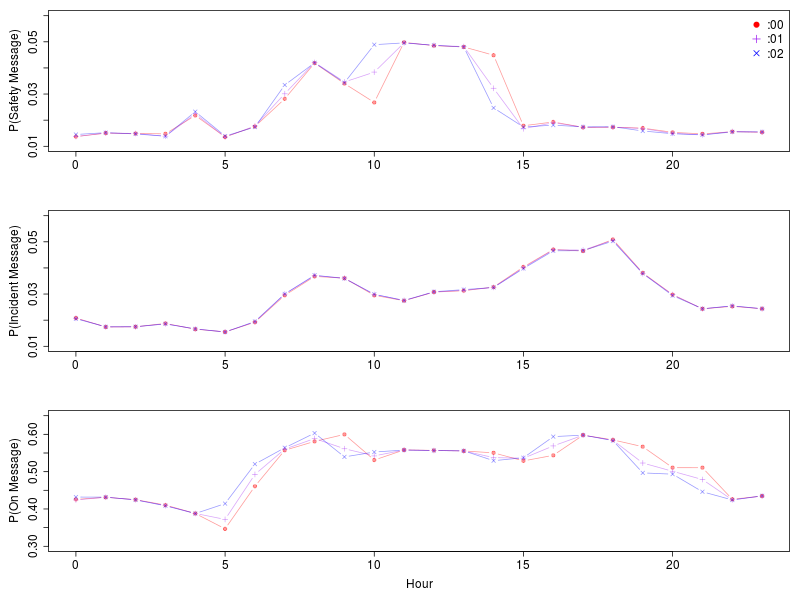 P(Safety Message)
0.01 0.03 0.05
:00
:01
:02
0 5 10 15 20
P(Incident Message)
0.01 0.03 0.05
0 5 10 15 20
P(On Message)
0.30 0.40 0.50 0.60
0 5 10 15 20
Hour